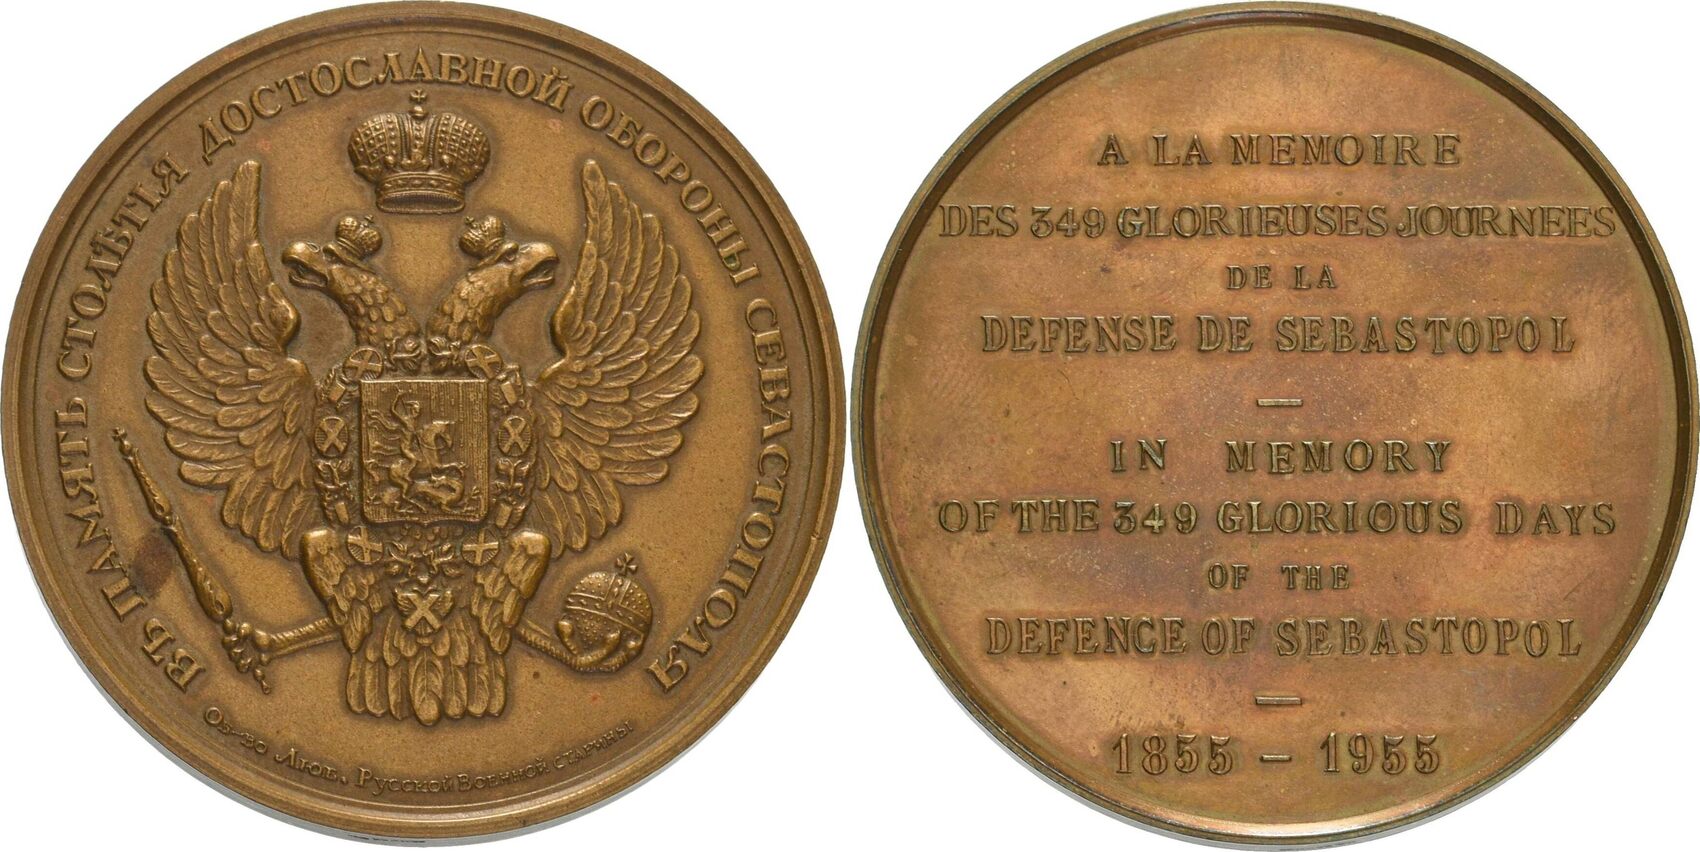 ВЪ ПАМЯТЬ СТОЛѢТІЯ ДОСТОСЛАВНОЙ ОБОРОНЫ СЕВАСТОПОЛЯ
ОБ-ВО ЛЮБ. РУССКОЙ ВОЕННОЙ СТАРИНЫ
A LA MEMOIRE
DES 349 GLORIEUSES JOURNEES
DE LA
DEFENSE DE SEBASTOPOL
—
IN MEMORY
OF THE 349 GLORIOUS DAYS
OF THE
DEFENCE OF SEBASTOPOL
—
1855 – 1955